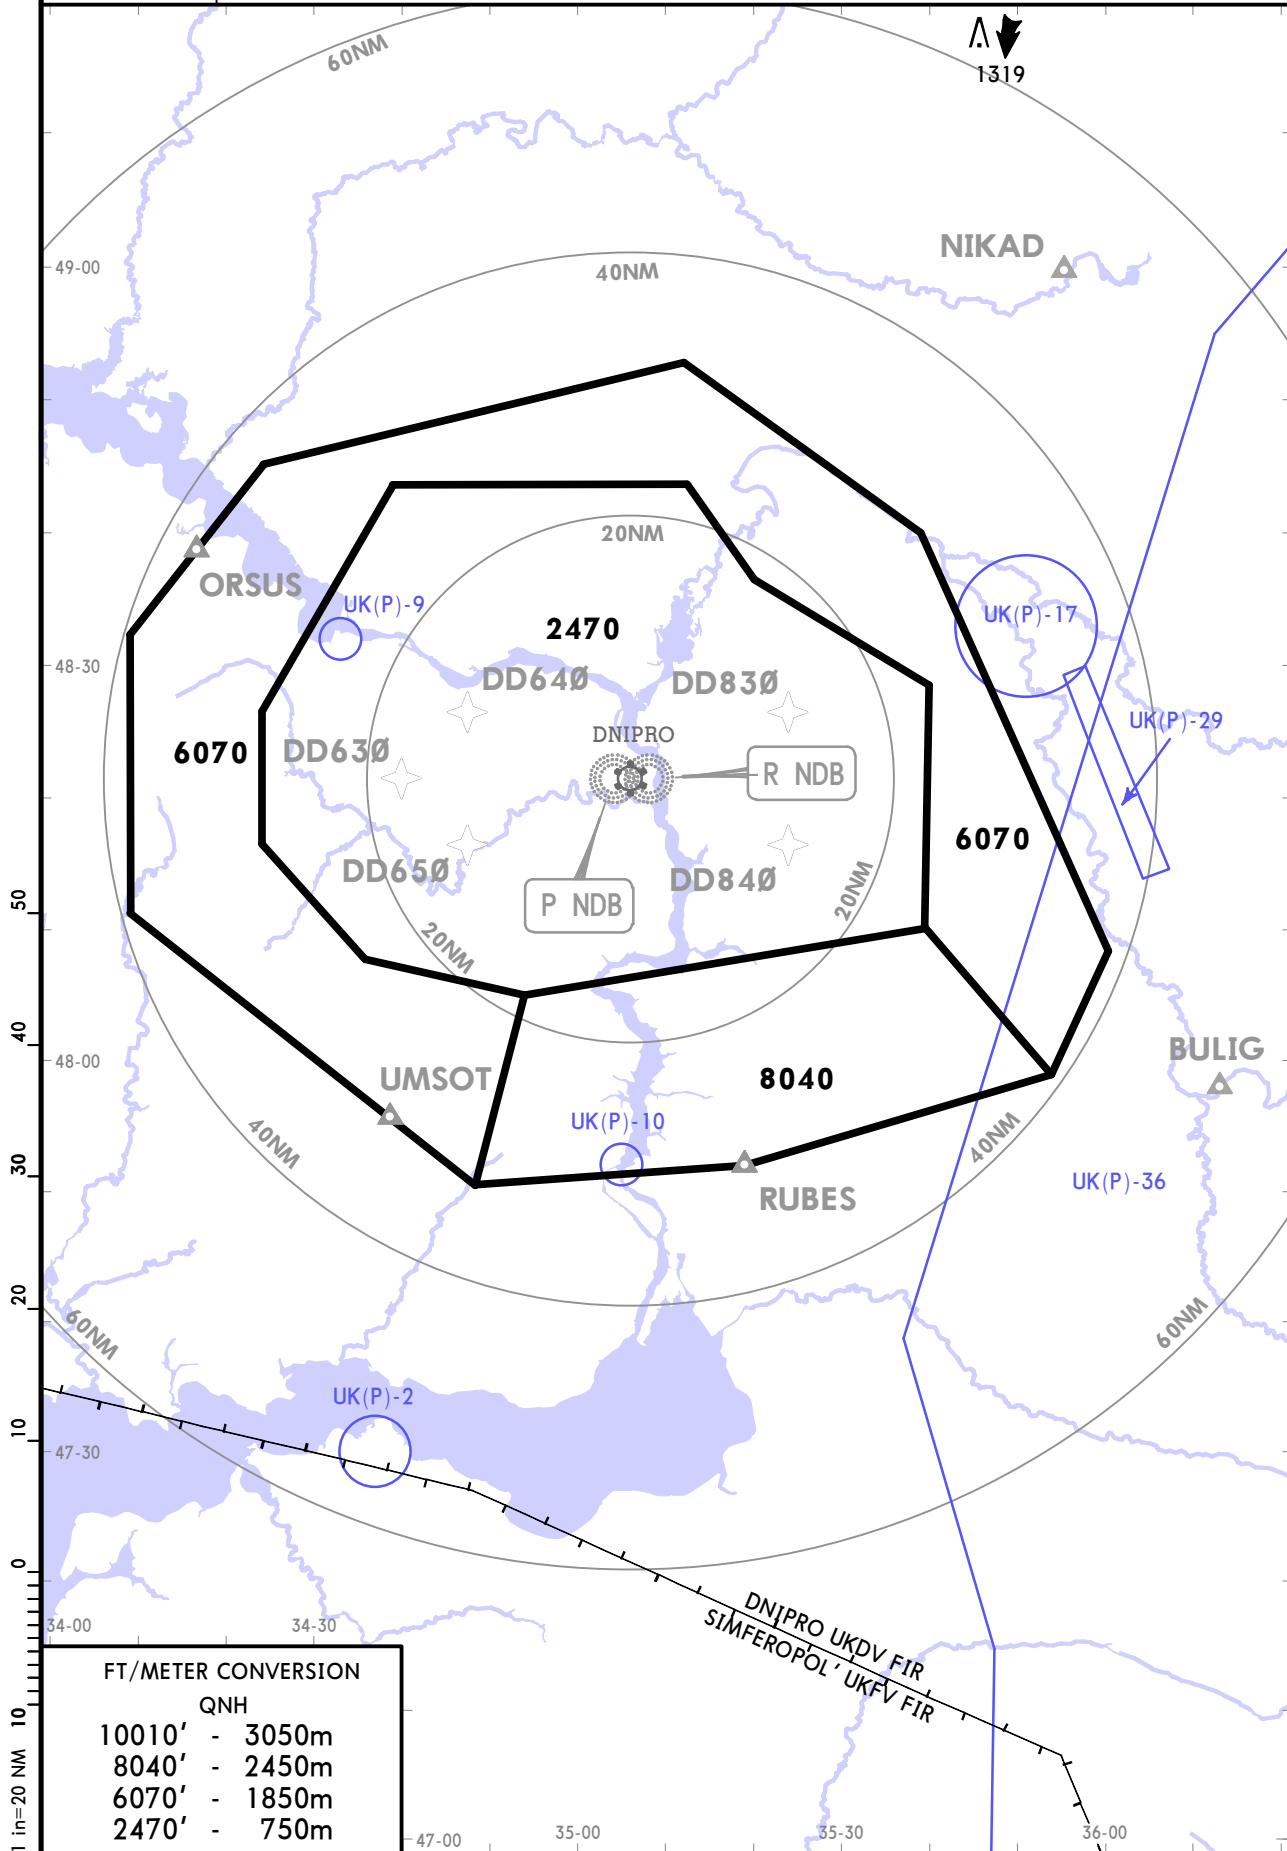 60NM
1319
NIKAD
49-00
40NM
20NM
ORSUS
UK(P)-9
UK(P)-17
2470
48-30
DD64Ø
DD83Ø
UK(P)-29
DNIPRO
6070
DD63Ø
R NDB
6070
DD65Ø
DD84Ø
P NDB
20NM
20NM
50
40
48-00
BULIG
UMSOT
8040
UK(P)-10
40NM
40NM
30
UK(P)-36
RUBES
20
60NM
60NM
UK(P)-2
10
47-30
0
DNIPRO UKDV FIR
SIMFEROPOL' UKFV FIR
34-00
34-30
FT/METER CONVERSION
QNH
10010' - 3050m
8040' - 2450m
6070' - 1850m
2470' - 750m
10
1 in=20 NM
47-00
35-00
35-30
36-00